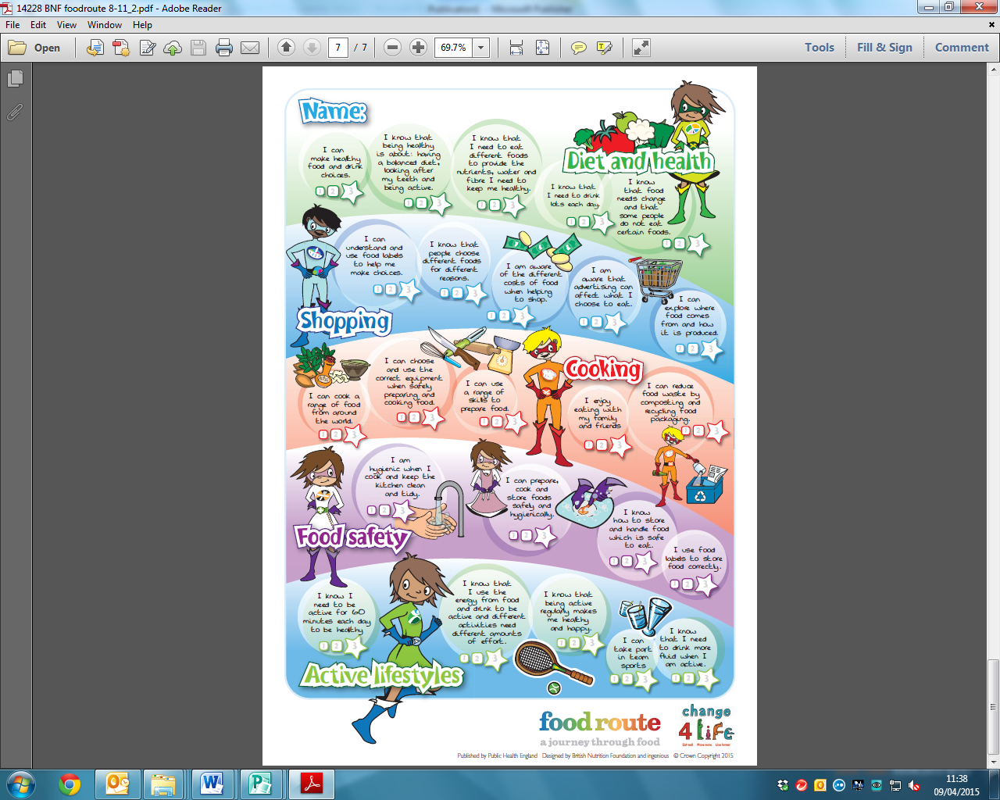 14228 BNF foodroute 8-11_2.pdf - Adobe Reader
File Edit View Window Help
Open
7 / 7
69.7%
Tools
Fill & Sign
Comment
Name:
Diet and health
I can
make healthy
food and drink
choices.
1 2 3
I know that
being healthy
is about: having
a balanced diet,
looking after
my teeth and
being active.
1 2 3
I know that
I need to eat
different foods
to provide the
nutrients, water and
fibre I need to
keep me healthy.
1 2 3
I know that
I need to drink
lots each day.
1 2 3
I know
that food
needs change
and that
some people
do not eat
certain foods.
1 2 3
Shopping
I can
understand and
use food labels
to help me
make choices.
1 2 3
I know that
people choose
different foods
for different
reasons.
1 2 3
I am aware
of the different
costs of food
when helping
to shop.
1 2 3
I am
aware that
advertising can
affect what I
choose to eat.
1 2 3
I can
explore where
food comes
from and how
it is produced.
1 2 3
Cooking
I can cook a
range of food
from around
the world.
1 2 3
I can choose
and use the
correct equipment
when safely
preparing and
cooking food.
1 2 3
I can use
a range of
skills to
prepare food.
1 2 3
I enjoy
eating with
my family
and friends
1 2 3
I can reduce
food waste by
composting and
recycling food
packaging.
1 2 3
Food safety
I am
hygienic when I
cook and keep the
kitchen clean
and tidy.
1 2 3
I can prepare,
cook and
store foods
safely and
hygienically.
1 2 3
I know
how to store
and handle food
which is safe
to eat.
1 2 3
I use food
labels to store
food correctly.
1 2 3
Active lifestyles
I know I
need to be
active for 60
minutes each day
to be healthy
1 2 3
I know that
I use the
energy from food
and drink to be
active and different
activities need
different amounts
of effort.
1 2 3
I know that
being active
regularly makes
me healthy
and happy.
1 2 3
I can
take part
in team
sports
1 2 3
I know
that I need
to drink more
fluid when I
am active.
1 2 3
food route
a journey through food
change
4 LiFE
Eat well Move more Live longer
Published by Public Health England Designed by British Nutrition Foundation and ingenious © Crown Copyright 2015
11:38
09/04/2015